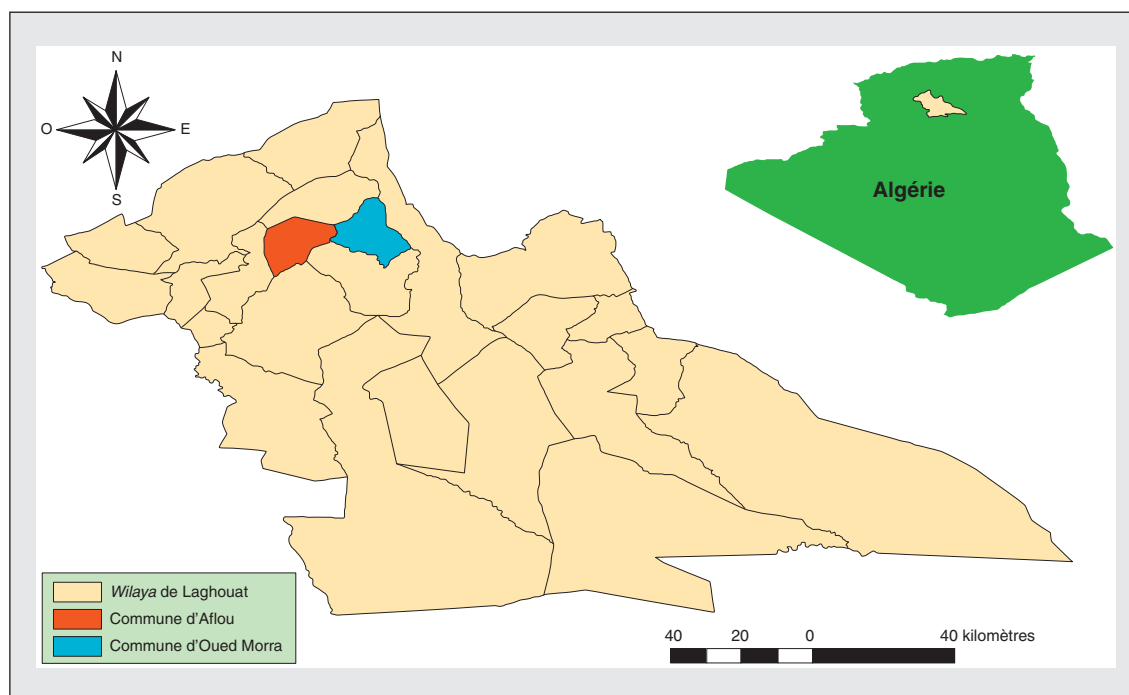 N
O E
S
Algérie
Wilaya de Laghouat
Commune d'Aflou
Commune d'Oued Morra
40 20 0 40 kilomètres